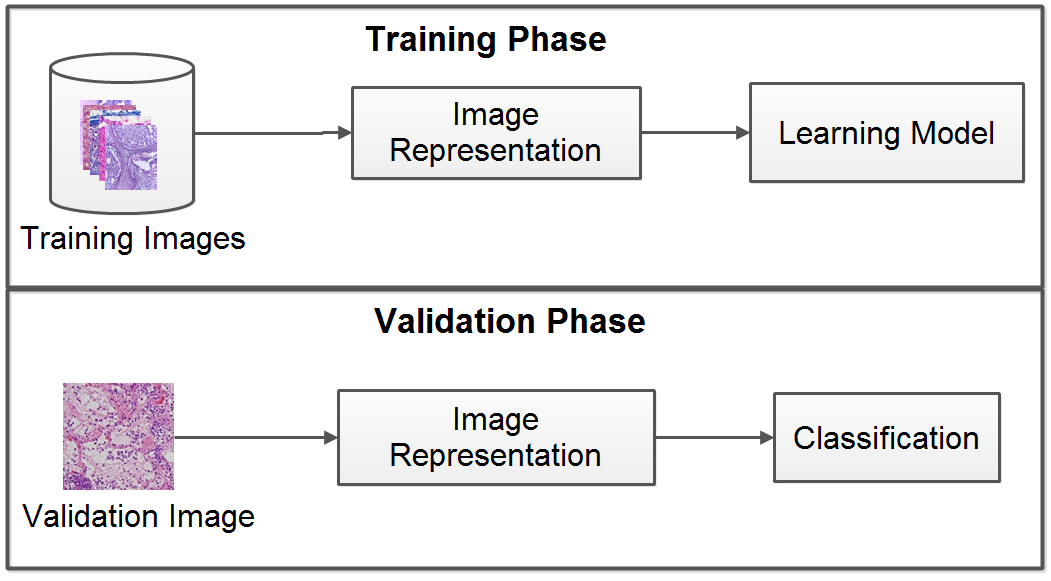 Training Phase
Image
Representation
Learning Model
Training Images
Validation Phase
Image
Representation
Classification
Validation Image